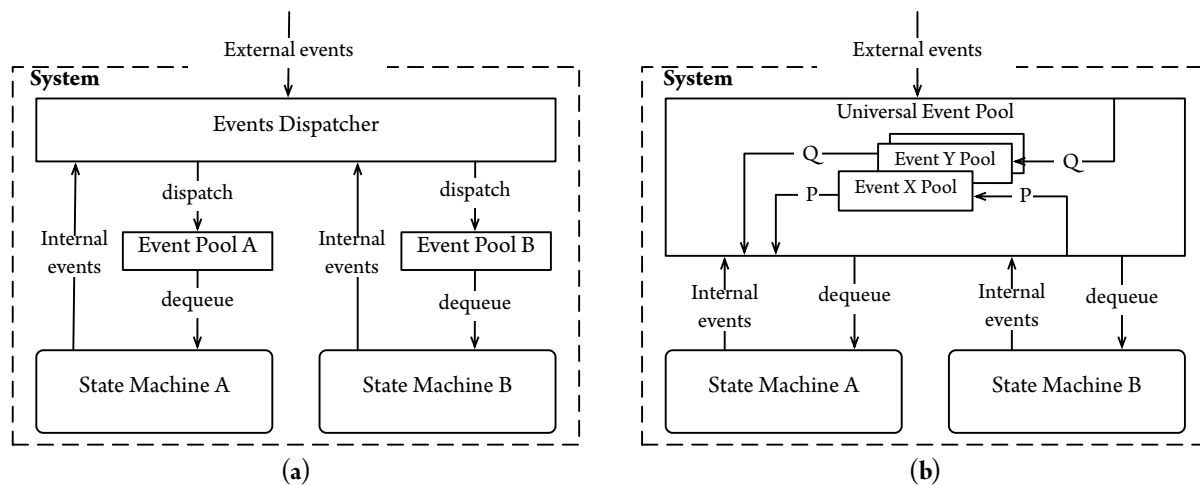 External events
System
Events Dispatcher
dispatch
dispatch
Internal
events
Event Pool A
Internal
events
Event Pool B
dequeue
dequeue
State Machine A
State Machine B
(a)
External events
System
Universal Event Pool
Q
Event Y Pool
Q
P
Event X Pool
P
Internal
events
dequeue
Internal
events
dequeue
State Machine A
State Machine B
(b)